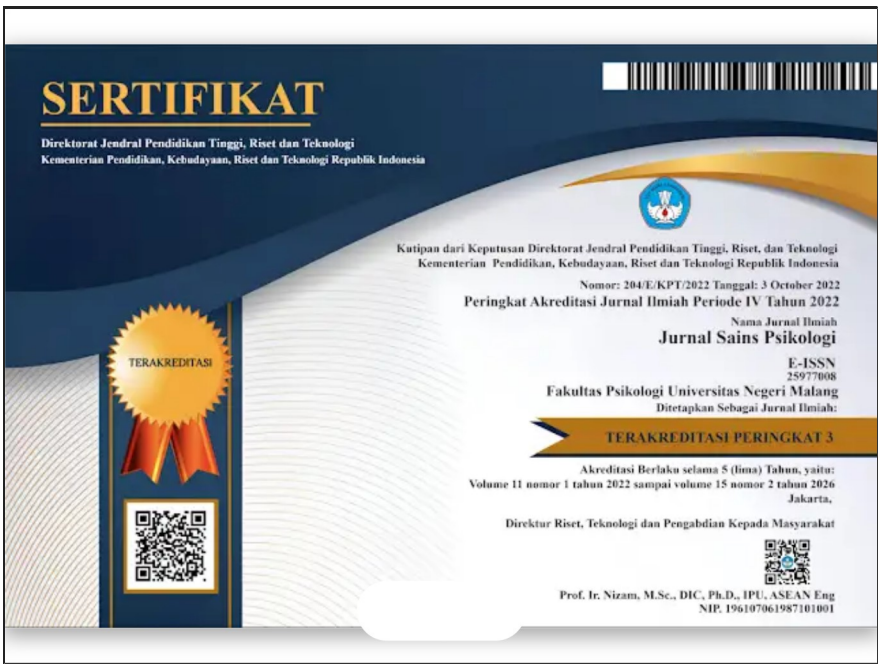 SERTIFIKAT
Direktorat Jendral Pendidikan Tinggi, Riset dan Teknologi
Kementerian Pendidikan, Kebudayaan, Riset dan Teknologi Republik Indonesia
Kutipan dari Keputusan Direktorat Jendral Pendidikan Tinggi, Riset, dan Teknologi
Kementerian Pendidikan, Kebudayaan, Riset dan Teknologi Republik Indonesia
Nomor: 204/E/KPT/2022 Tanggal: 3 October 2022
Peringkat Akreditasi Jurnal Ilmiah Periode IV Tahun 2022
Nama Jurnal Ilmiah
Jurnal Sains Psikologi
E-ISSN
25977008
Fakultas Psikologi Universitas Negeri Malang
Ditetapkan Sebagai Jurnal Ilmiah:
TERAKREDITASI
TERAKREDITASI PERINGKAT 3
Akreditasi Berlaku selama 5 (lima) Tahun, yaitu:
Volume 11 nomor 1 tahun 2022 sampai volume 15 nomor 2 tahun 2026
Jakarta,
Direktur Riset, Teknologi dan Pengabdian Kepada Masyarakat
Prof. Ir. Nizam, M.Sc., DIC, Ph.D., IPU, ASEAN Eng
NIP. 196107061987101001